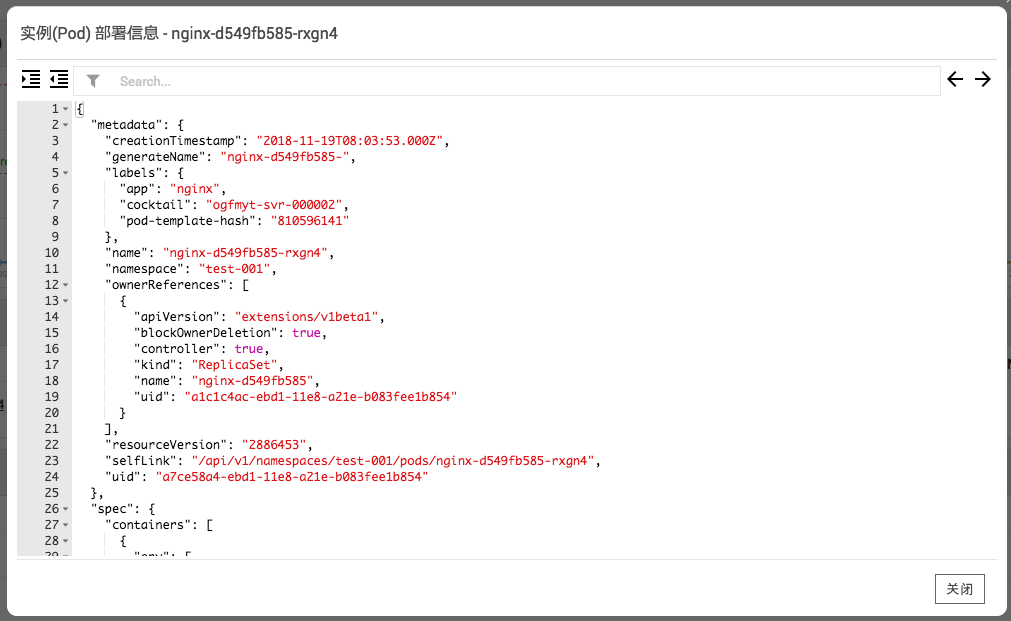 实例(Pod) 部署信息 - nginx-d549fb585-rxgn4
Search...
1 {
2 "metadata": {
3 "creationTimestamp": "2018-11-19T08:03:53.000Z",
4 "generateName": "nginx-d549fb585-",
5 "labels": {
6 "app": "nginx",
7 "cocktail": "ogfmyt-svr-000002",
8 "pod-template-hash": "810596141"
9 },
10 "name": "nginx-d549fb585-rxgn4",
11 "namespace": "test-001",
12 "ownerReferences": [
13 {
14 "apiVersion": "extensions/v1beta1",
15 "blockOwnerDeletion": true,
16 "controller": true,
17 "kind": "ReplicaSet",
18 "name": "nginx-d549fb585",
19 "uid": "a1c1c4ac-ebd1-11e8-a21e-b083fee1b854"
20 }
21 ],
22 "resourceVersion": "2886453",
23 "selfLink": "/api/v1/namespaces/test-001/pods/nginx-d549fb585-rxgn4",
24 "uid": "a7ce58a4-ebd1-11e8-a21e-b083fee1b854"
25 },
26 "spec": {
27 "containers": [
28 {
29 "env": [
关闭